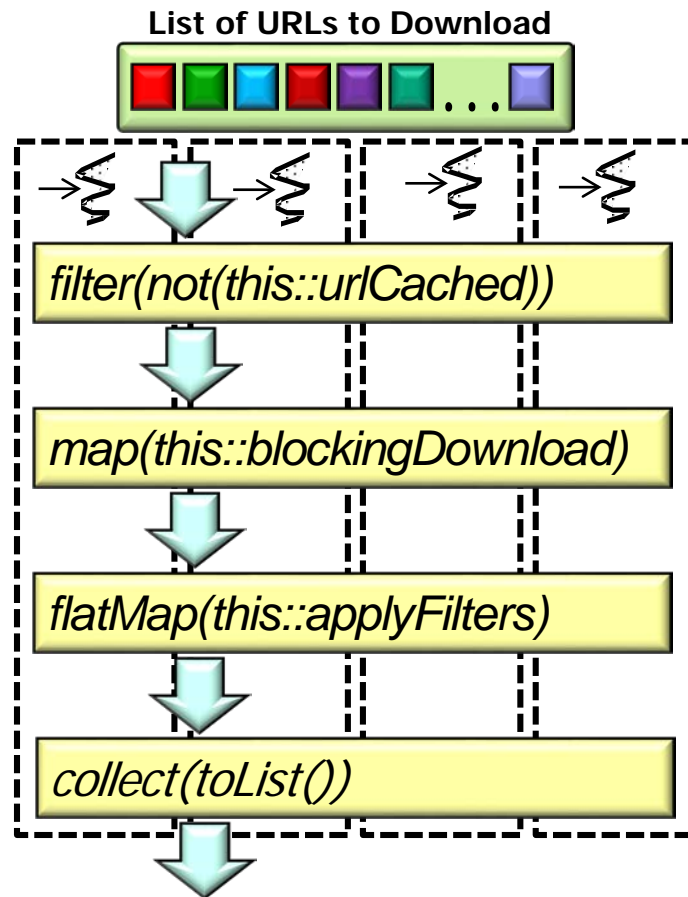 List of URLs to Download
...
filter(not(this::urlCached))
map(this::blockingDownload)
flatMap(this::applyFilters)
collect(toList())